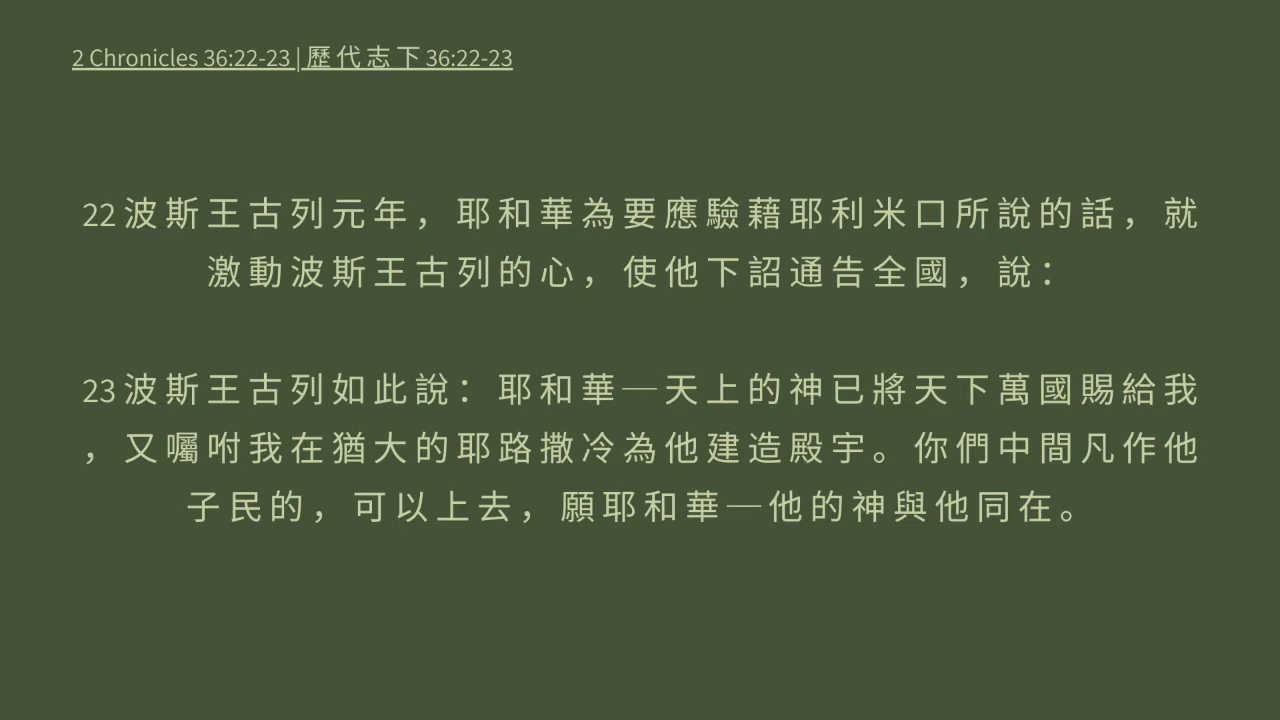 2 Chronicles 36:22-23 | 歷代志下 36:22-23
22 波斯王古列元年，耶和華為要應驗藉耶利米口所說的話，就
激動波斯王古列的心，使他下詔通告全國，說：
23 波斯王古列如此說：耶和華─天上的神已將天下萬國賜給我
，又囑咐我在猶大的耶路撒冷為他建造殿宇。你們中間凡作他
子民的，可以上去，願耶和華─他的神與他同在。